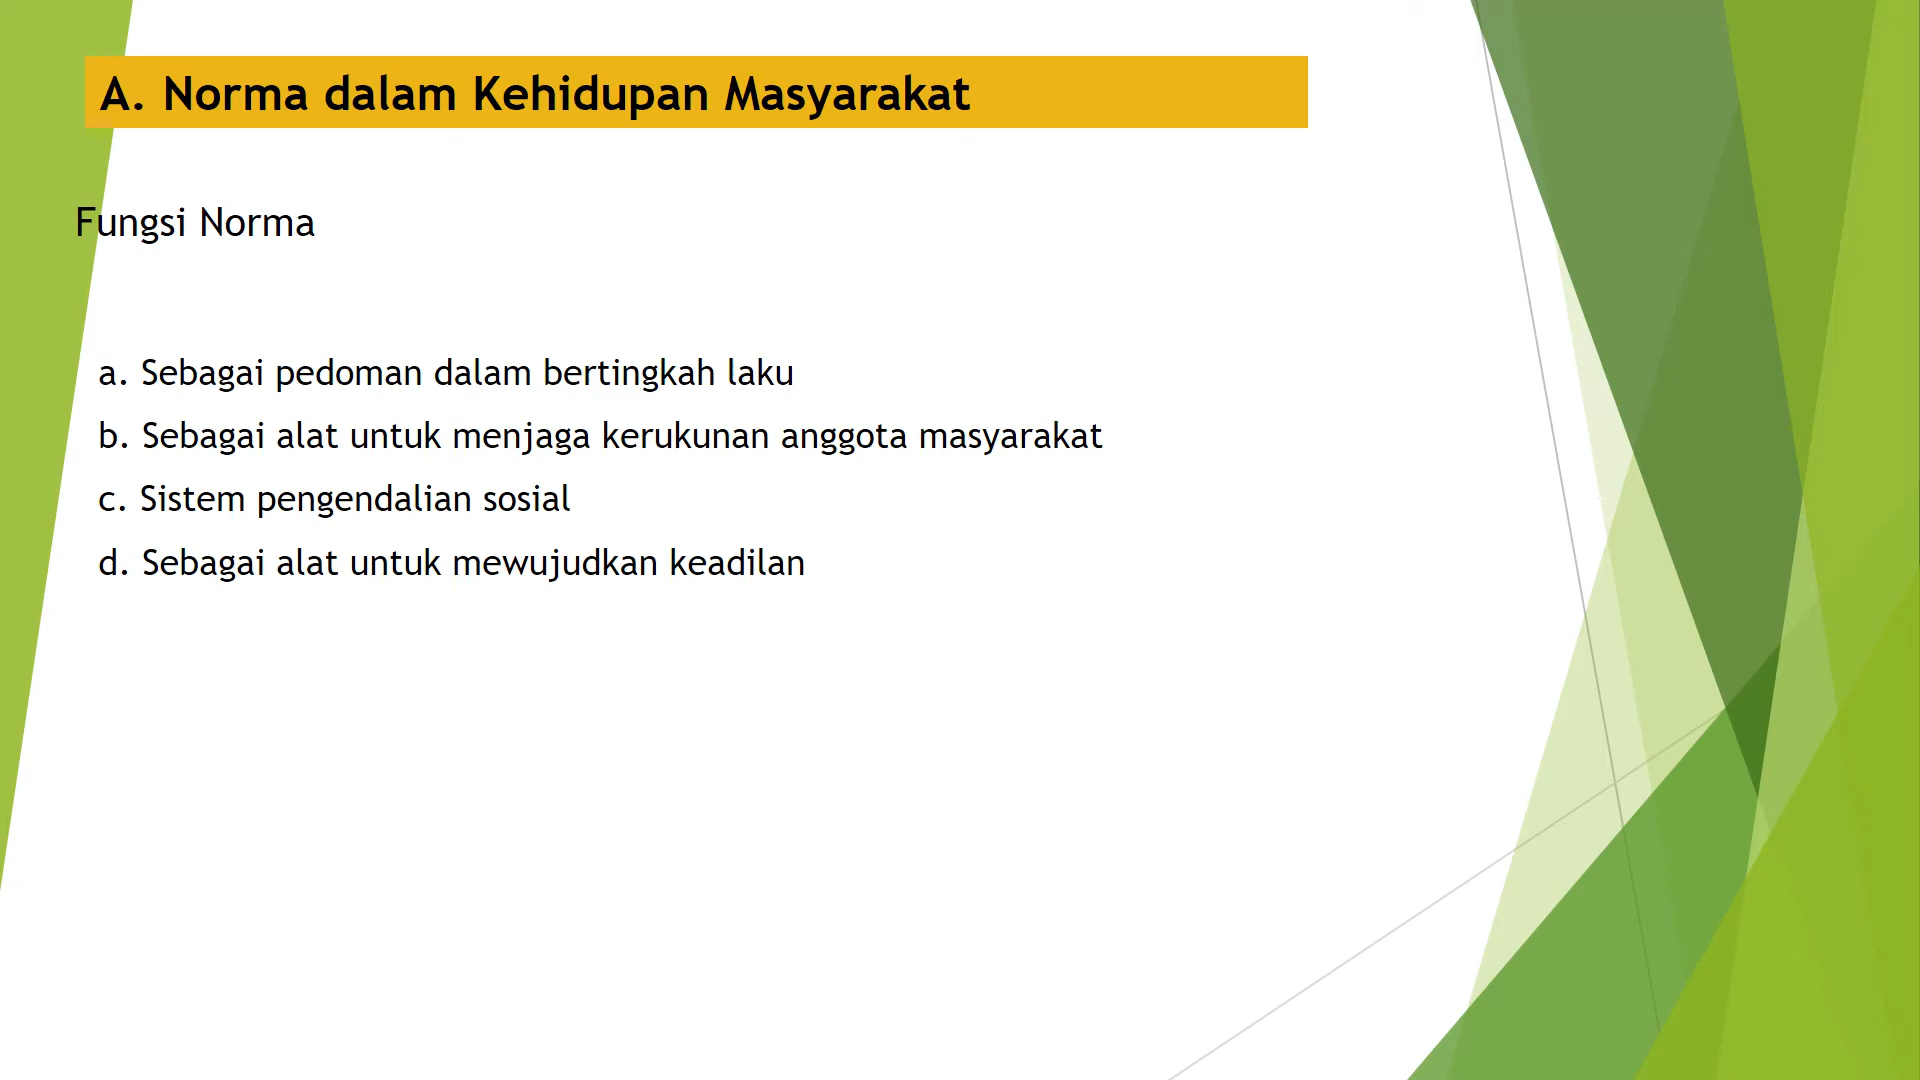 A. Norma dalam Kehidupan Masyarakat
Fungsi Norma
a. Sebagai pedoman dalam bertingkah laku
b. Sebagai alat untuk menjaga kerukunan anggota masyarakat
c. Sistem pengendalian sosial
d. Sebagai alat untuk mewujudkan keadilan